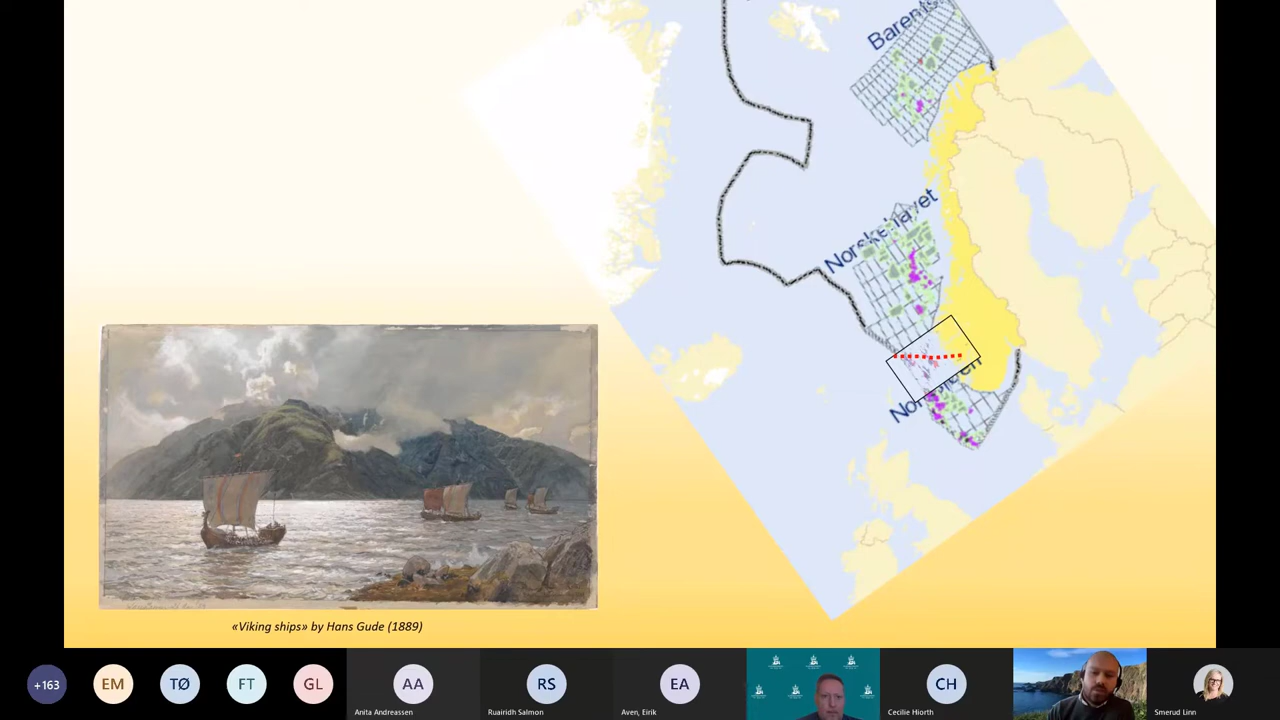 Barents
Norskehavet
«Viking ships» by Hans Gude (1889)
+163
EM
TØ
FT
GL
AA
Anita Andreassen
RS
Ruairidh Salmon
EA
Aven, Eirik
CH
Cecilie Hiorth
Smerud Linn